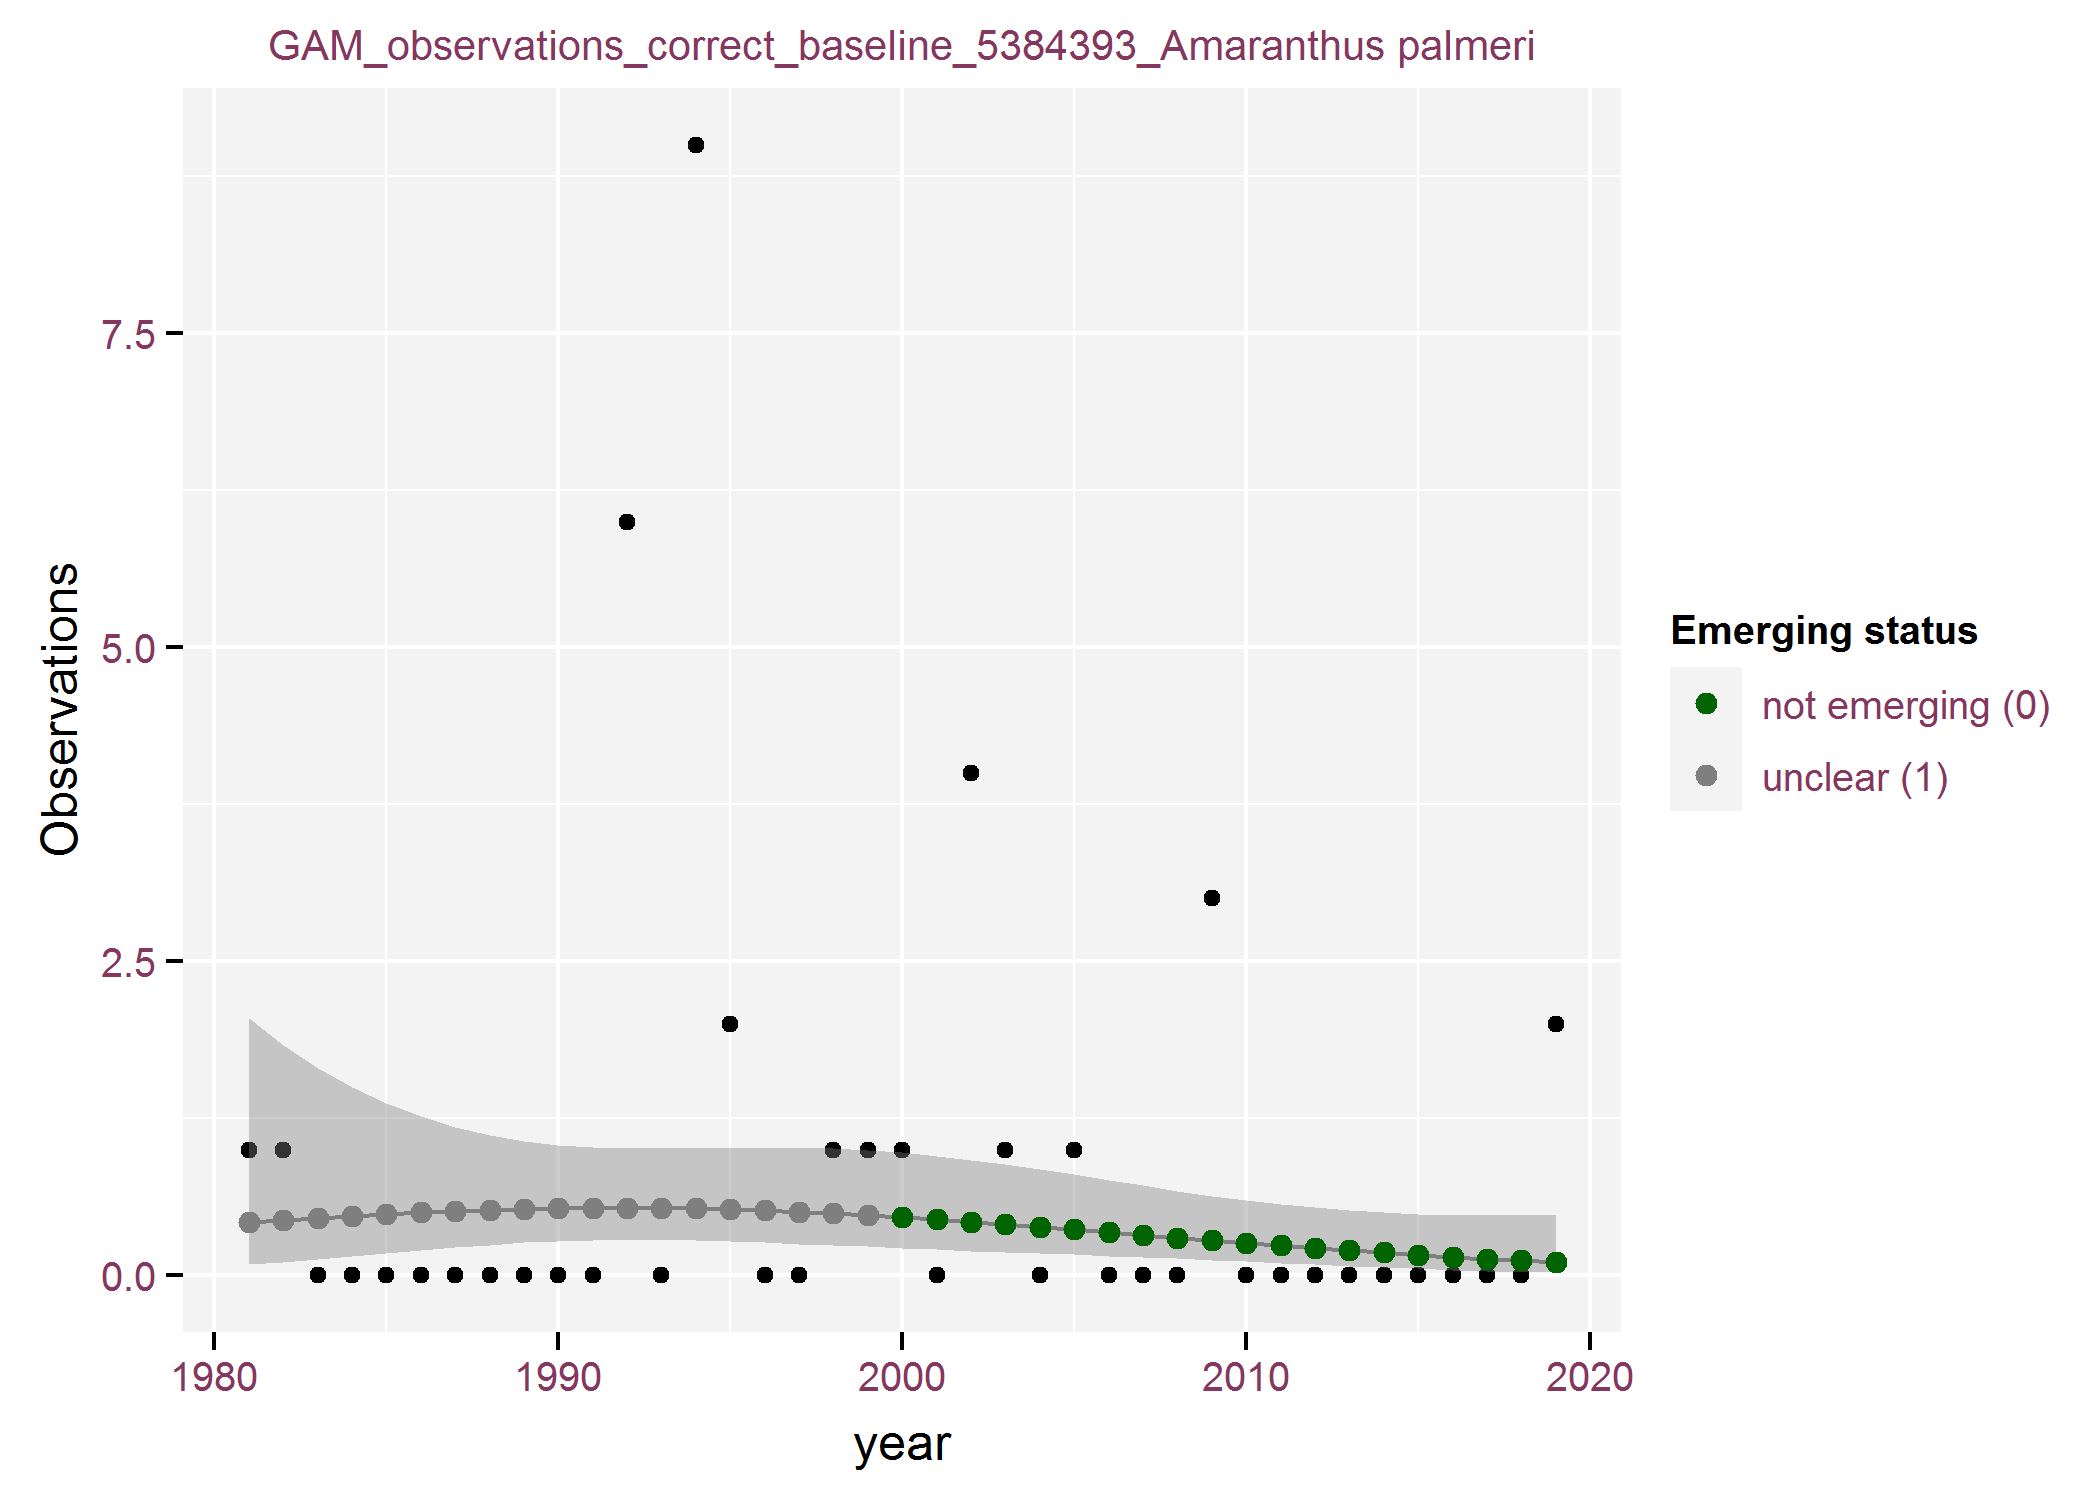 GAM_observations_correct_baseline_5384393_Amaranthus palmeri
Observations
7.5
5.0
2.5
0.0
1980 1990 2000 2010 2020
year
Emerging status
not emerging (0)
unclear (1)